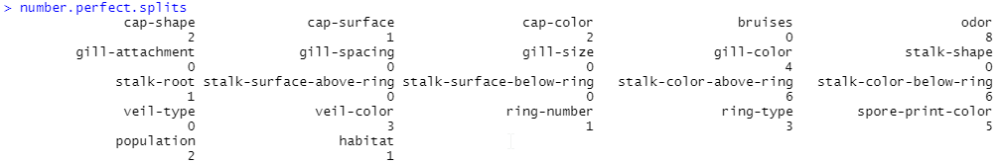 > number.perfect.splits
cap-shape cap-surface cap-color bruises odor
2 1 2 0 8
gill-attachment gill-spacing gill-size gill-color stalk-shape
0 0 0 4 0
stalk-root stalk-surface-above-ring stalk-surface-below-ring stalk-color-above-ring stalk-color-below-ring
1 0 0 6 6
veil-type veil-color ring-number ring-type spore-print-color
0 3 1 3 5
population habitat
2 1